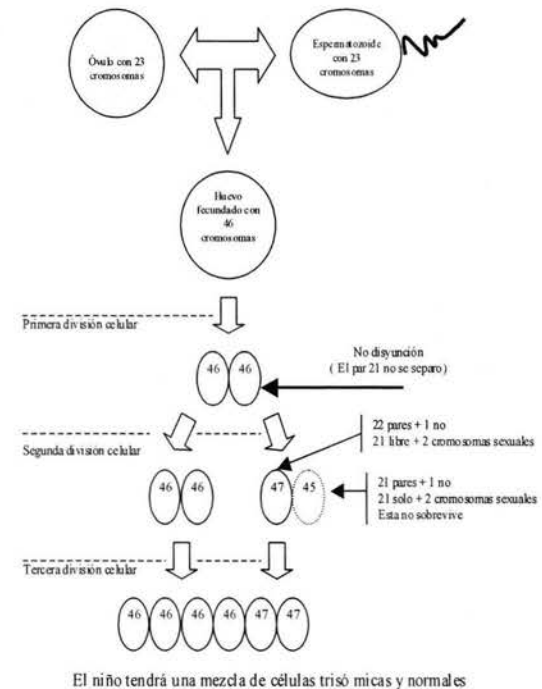 Óvulo con 23
cromosomas
Espermatozoide
con 23
cromosomas
Huevo
fecundado con
46
cromosomas
Primera división celular
46 46
No disyunción
( El par 21 no se separo)
22 pares + 1 no
21 libre + 2 cromosomas sexuales
Segunda división celular
46 46 47 45
21 pares + 1 no
21 solo + 2 cromosomas sexuales
Esta no sobrevive
Tercera división celular
46 46 46 46 47 47
El niño tendrá una mezcla de células trisó micas y normales